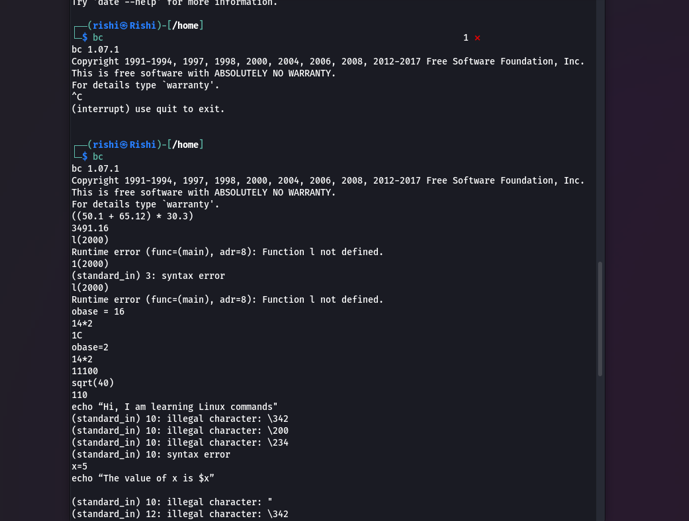 Try `date --help' for more information.
┌──(rishi㉿Rishi)-[/home]
└─$ bc 1 ⨯
bc 1.07.1
Copyright 1991-1994, 1997, 1998, 2000, 2004, 2006, 2008, 2012-2017 Free Software Foundation, Inc.
This is free software with ABSOLUTELY NO WARRANTY.
For details type `warranty'.
^C
(interrupt) use quit to exit.
┌──(rishi㉿Rishi)-[/home]
└─$ bc
bc 1.07.1
Copyright 1991-1994, 1997, 1998, 2000, 2004, 2006, 2008, 2012-2017 Free Software Foundation, Inc.
This is free software with ABSOLUTELY NO WARRANTY.
For details type `warranty'.
((50.1 + 65.12) * 30.3)
3491.16
l(2000)
Runtime error (func=(main), adr=8): Function l not defined.
1(2000)
(standard_in) 3: syntax error
l(2000)
Runtime error (func=(main), adr=8): Function l not defined.
obase = 16
14*2
1C
obase=2
14*2
11100
sqrt(40)
110
echo “Hi, I am learning Linux commands"
(standard_in) 10: illegal character: \342
(standard_in) 10: illegal character: \200
(standard_in) 10: illegal character: \234
(standard_in) 10: syntax error
x=5
echo “The value of x is $x”
(standard_in) 10: illegal character: "
(standard_in) 12: illegal character: \342